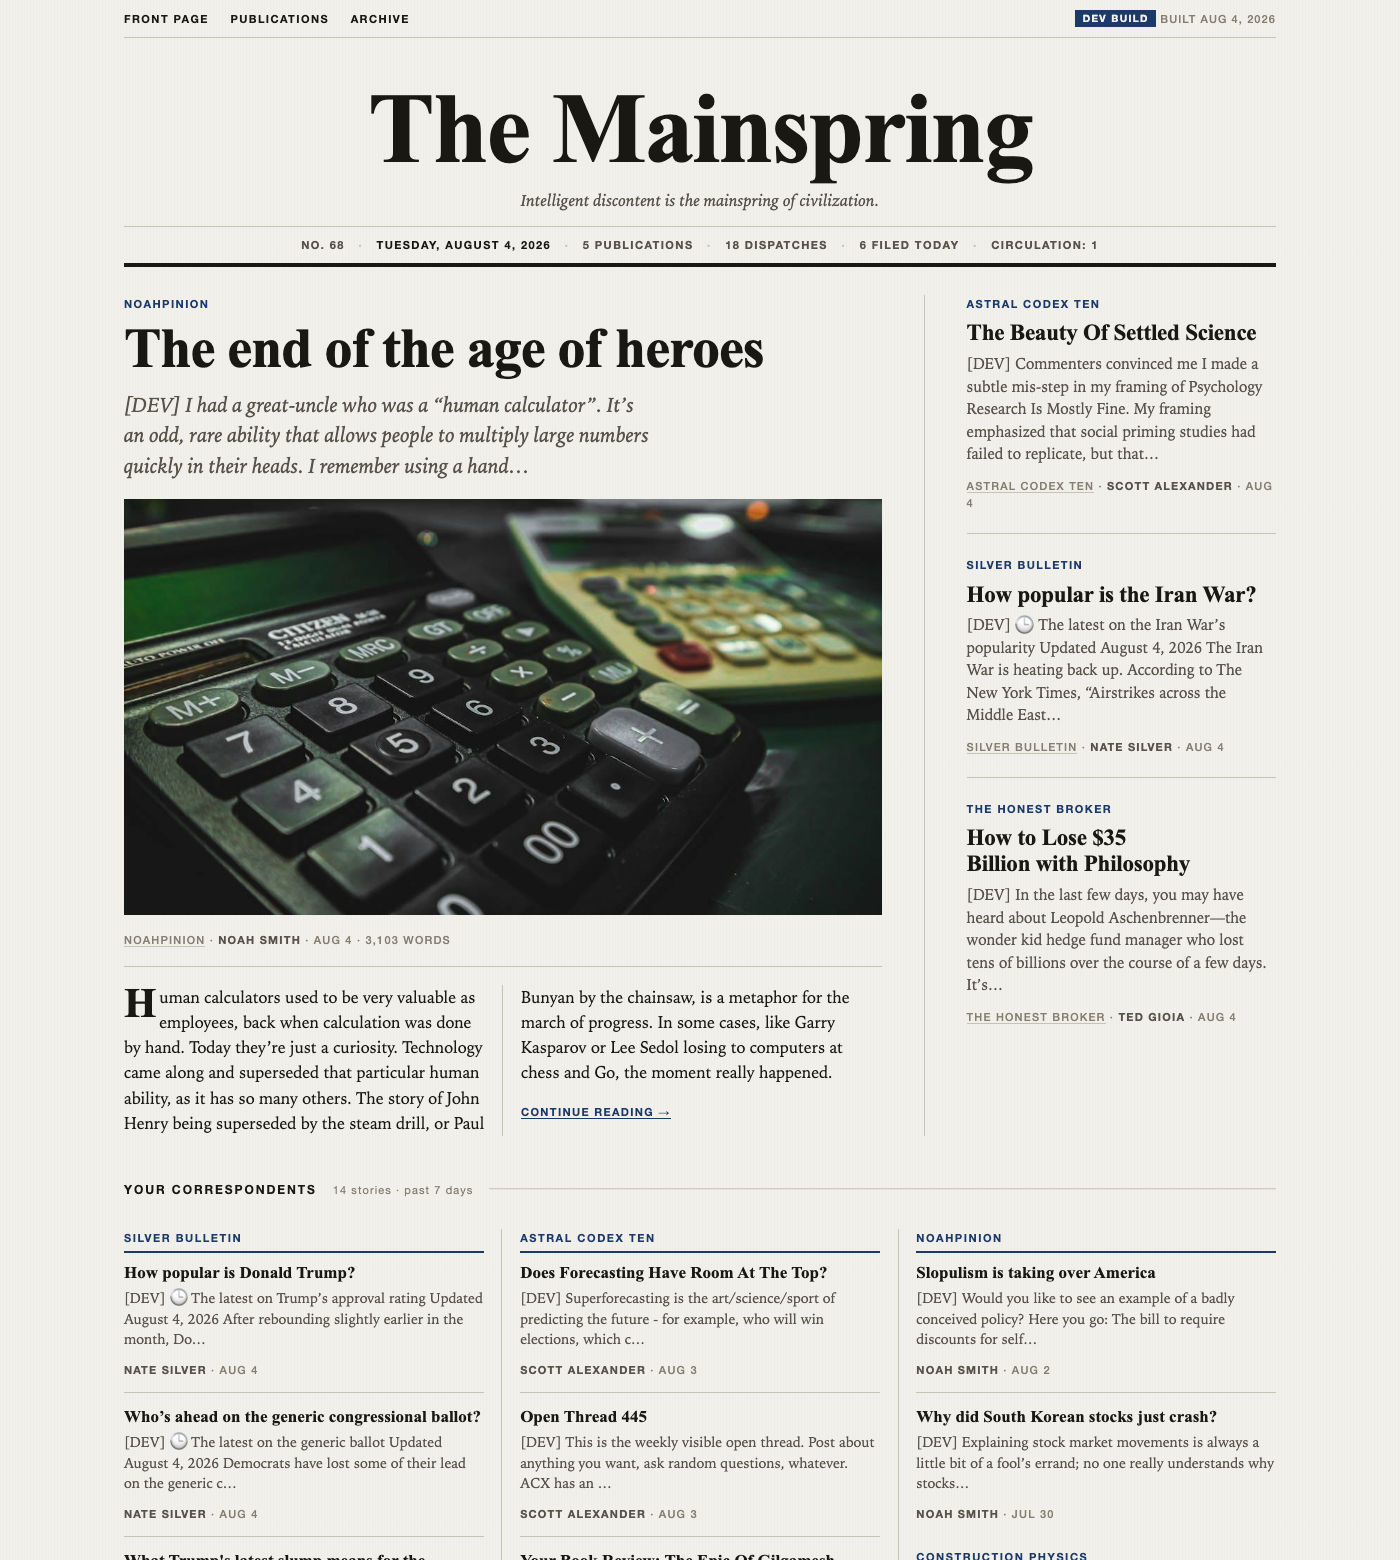 FRONT PAGE PUBLICATIONS ARCHIVE
DEV BUILD BUILT AUG 4, 2026
The Mainspring
Intelligent discontent is the mainspring of civilization.
NO. 68 · TUESDAY, AUGUST 4, 2026 · 5 PUBLICATIONS · 18 DISPATCHES · 6 FILED TODAY · CIRCULATION: 1
NOAHPINION
The end of the age of heroes
[DEV] I had a great-uncle who was a “human calculator”. It’s
an odd, rare ability that allows people to multiply large numbers
quickly in their heads. I remember using a hand…
CITIZEN
AUTO POWER OFF
OFF
GT
MRC
M−
M+
%
MU
7
8
9
×
÷
4
5
6
−
=
1
2
3
+
0
00
.
NOAHPINION · NOAH SMITH · AUG 4 · 3,103 WORDS
Human calculators used to be very valuable as
employees, back when calculation was done
by hand. Today they’re just a curiosity. Technology
came along and superseded that particular human
ability, as it has so many others. The story of John
Henry being superseded by the steam drill, or Paul
Bunyan by the chainsaw, is a metaphor for the
march of progress. In some cases, like Garry
Kasparov or Lee Sedol losing to computers at
chess and Go, the moment really happened.
CONTINUE READING →
ASTRAL CODEX TEN
The Beauty Of Settled Science
[DEV] Commenters convinced me I made a
subtle mis-step in my framing of Psychology
Research Is Mostly Fine. My framing
emphasized that social priming studies had
failed to replicate, but that…
ASTRAL CODEX TEN · SCOTT ALEXANDER · AUG
4
SILVER BULLETIN
How popular is the Iran War?
[DEV] 🕒 The latest on the Iran War’s
popularity Updated August 4, 2026 The Iran
War is heating back up. According to The
New York Times, “Airstrikes across the
Middle East…
SILVER BULLETIN · NATE SILVER · AUG 4
THE HONEST BROKER
How to Lose $35
Billion with Philosophy
[DEV] In the last few days, you may have
heard about Leopold Aschenbrenner—the
wonder kid hedge fund manager who lost
tens of billions over the course of a few days.
It’s…
THE HONEST BROKER · TED GIOIA · AUG 4
YOUR CORRESPONDENTS 14 stories · past 7 days
SILVER BULLETIN
How popular is Donald Trump?
[DEV] 🕒 The latest on Trump’s approval rating Updated
August 4, 2026 After rebounding slightly earlier in the
month, Do…
NATE SILVER · AUG 4
Who’s ahead on the generic congressional ballot?
[DEV] 🕒 The latest on the generic ballot Updated
August 4, 2026 Democrats have lost some of their lead
on the generic c…
NATE SILVER · AUG 4
What Trump's latest slump means for the
ASTRAL CODEX TEN
Does Forecasting Have Room At The Top?
[DEV] Superforecasting is the art/science/sport of
predicting the future - for example, who will win
elections, which c…
SCOTT ALEXANDER · AUG 3
Open Thread 445
[DEV] This is the weekly visible open thread. Post about
anything you want, ask random questions, whatever.
ACX has an …
SCOTT ALEXANDER · AUG 3
Your Book Review: The Epic Of Gilgamesh
NOAHPINION
Slopulism is taking over America
[DEV] Would you like to see an example of a badly
conceived policy? Here you go: The bill to require
discounts for self…
NOAH SMITH · AUG 2
Why did South Korean stocks just crash?
[DEV] Explaining stock market movements is always a
little bit of a fool’s errand; no one really understands why
stocks…
NOAH SMITH · JUL 30
CONSTRUCTION PHYSICS